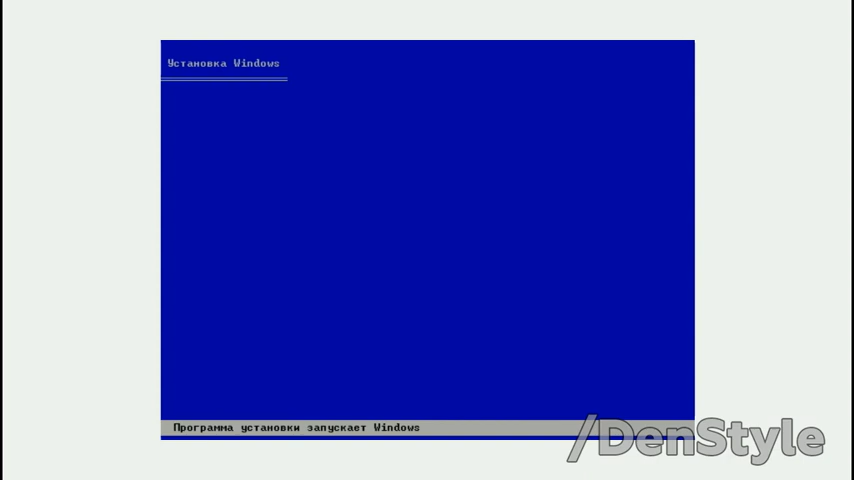 Установка Windows
Программа установки запускает Windows
/DenStyle